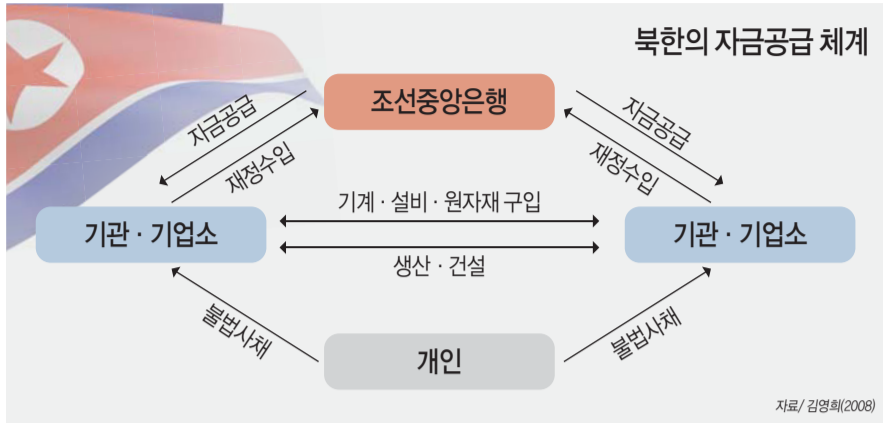 북한의 자금공급 체계
조선중앙은행
자금공급
재정수입
자금공급
재정수입
기계 · 설비 · 원자재 구입
기관 · 기업소
기관 · 기업소
생산 · 건설
불법사채
불법사채
개인
자료/ 김영희(2008)